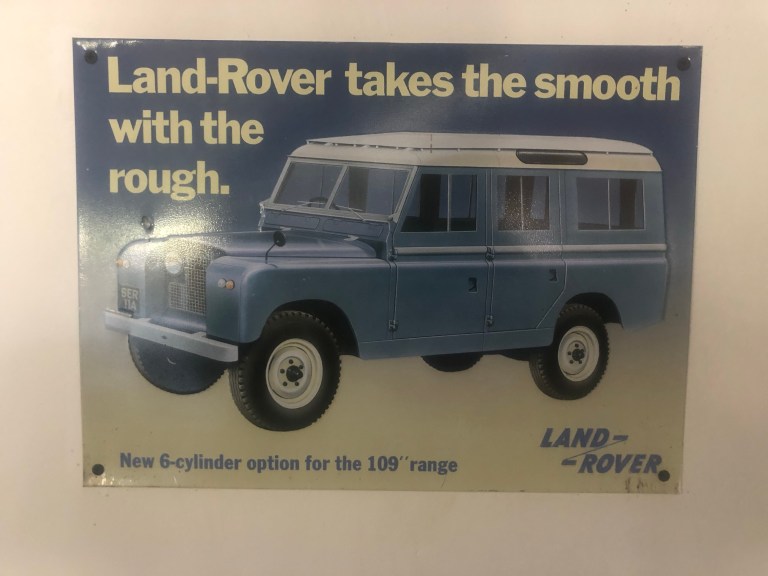 Land-Rover takes the smooth
with the
rough.
New 6-cylinder option for the 109" range
LAND-
-ROVER